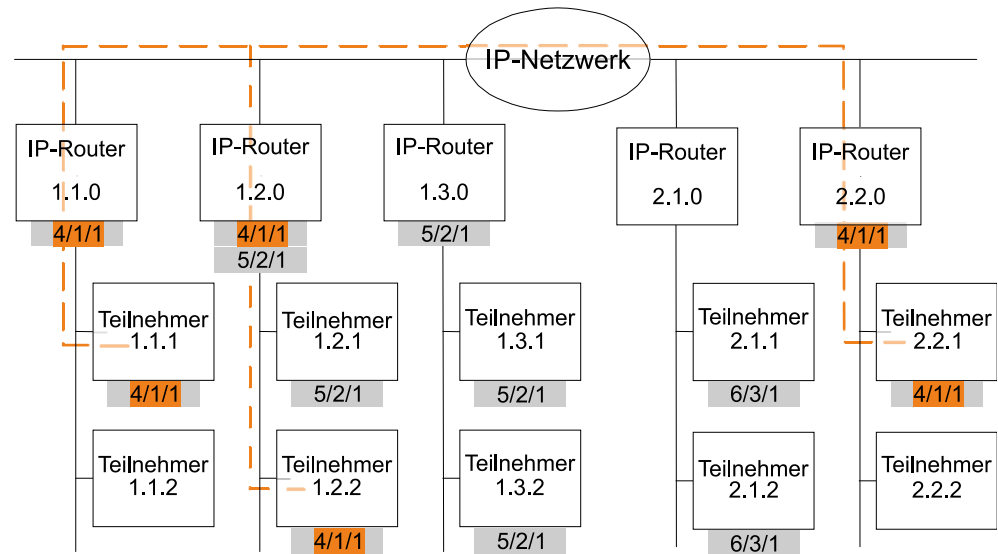 IP-Netzwerk
IP-Router
1.1.0
4/1/1
IP-Router
1.2.0
4/1/1
5/2/1
IP-Router
1.3.0
5/2/1
IP-Router
2.1.0
IP-Router
2.2.0
4/1/1
Teilnehmer
1.1.1
4/1/1
Teilnehmer
1.2.1
5/2/1
Teilnehmer
1.3.1
5/2/1
Teilnehmer
2.1.1
6/3/1
Teilnehmer
2.2.1
4/1/1
Teilnehmer
1.1.2
Teilnehmer
1.2.2
4/1/1
Teilnehmer
1.3.2
5/2/1
Teilnehmer
2.1.2
6/3/1
Teilnehmer
2.2.2